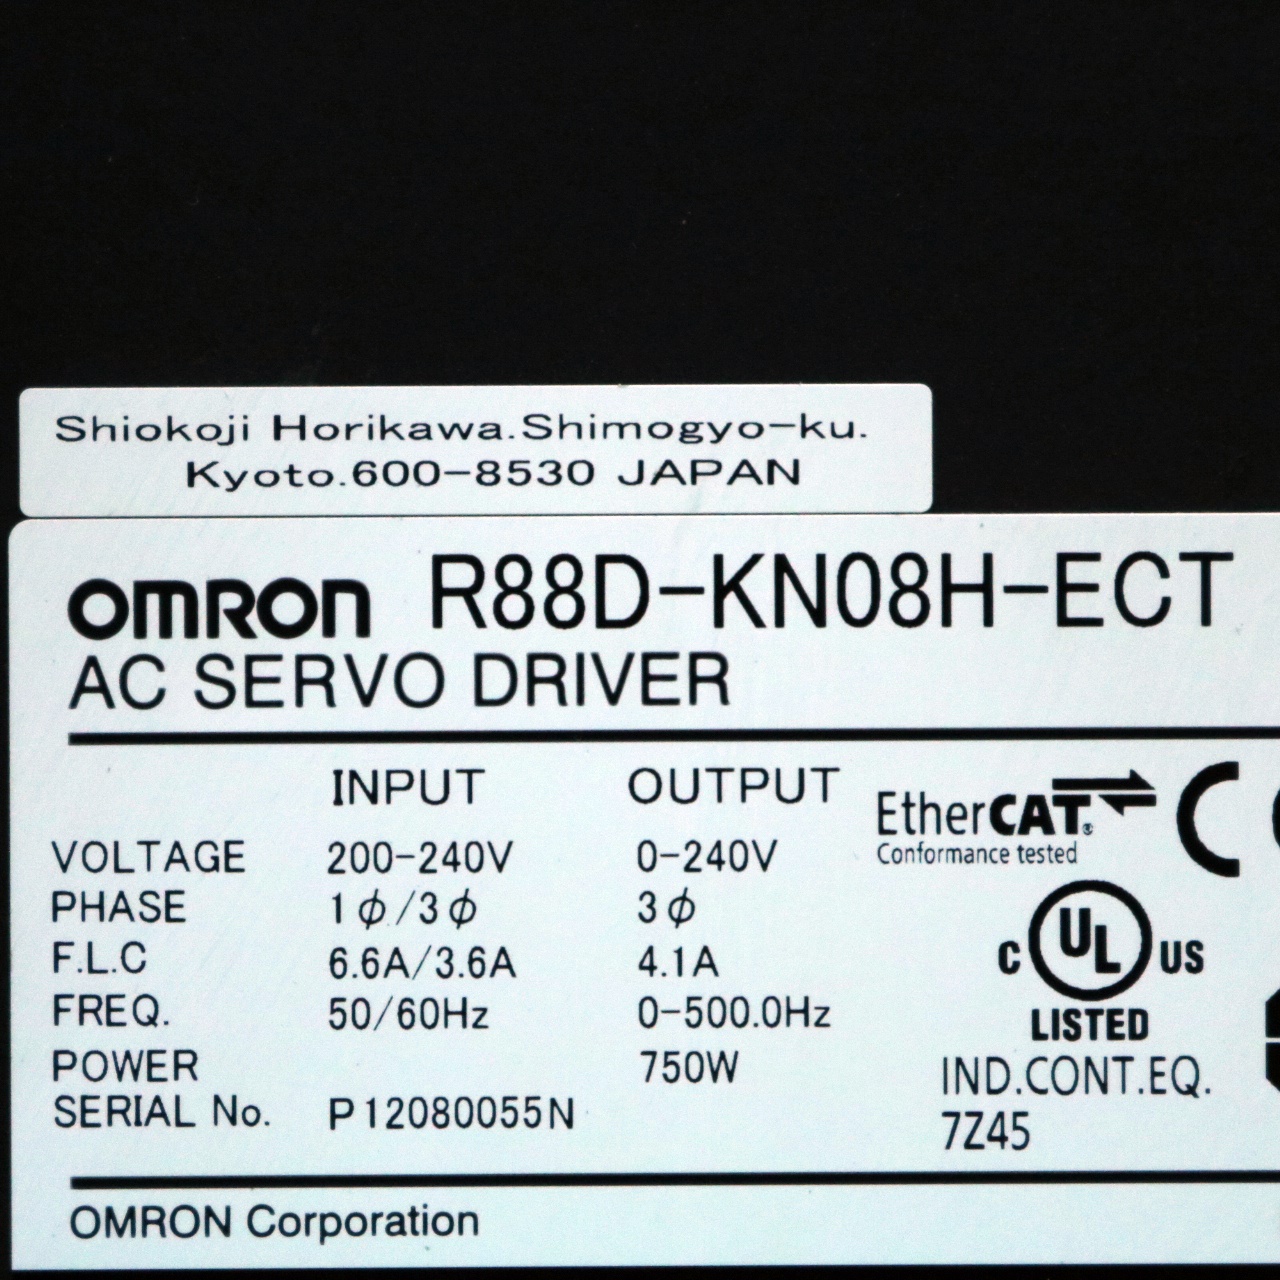 Shiokoji Horikawa.Shimogyo-ku.
Kyoto.600-8530 JAPAN
OMRON R88D-KN08H-ECT
AC SERVO DRIVER
INPUT OUTPUT
VOLTAGE 200-240V 0-240V
PHASE 1ϕ/3ϕ 3ϕ
F.L.C 6.6A/3.6A 4.1A
FREQ. 50/60Hz 0-500.0Hz
POWER 750W
SERIAL No. P12080055N
EtherCAT®
Conformance tested
C UL US
LISTED
IND.CONT.EQ.
7Z45
OMRON Corporation